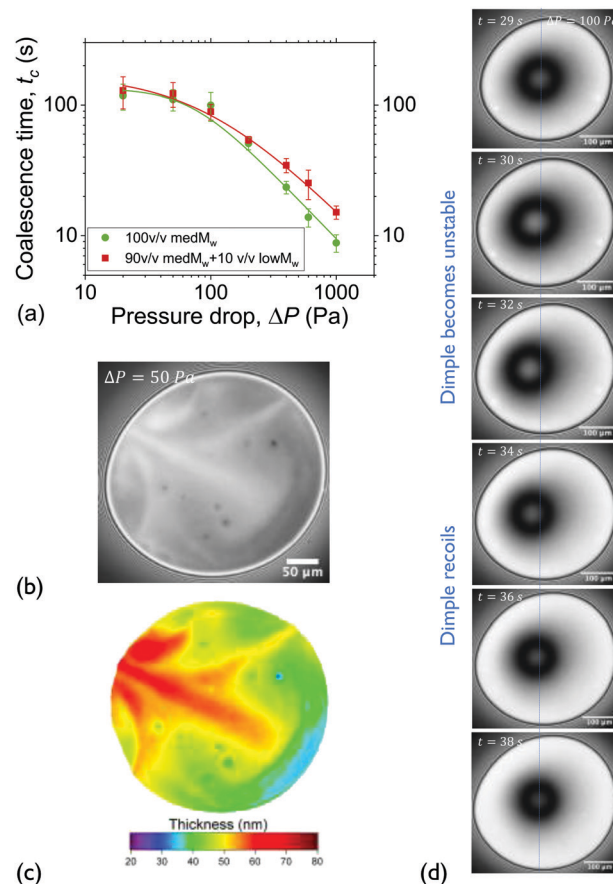 Coalescence time, t_c (s)
100
10
100
10
100v/v medM_w
90v/v medM_w+10 v/v lowM_w
10
100
1000
(a)
Pressure drop, ΔP (Pa)
ΔP = 50 Pa
50 μm
(b)
Thickness (nm)
20 30 40 50 60 70 80
(c)
t = 29 s
ΔP = 100 Pa
100 μm
t = 30 s
100 μm
t = 32 s
100 μm
Dimple becomes unstable
t = 34 s
100 μm
t = 36 s
100 μm
Dimple recoils
t = 38 s
100 μm
(d)